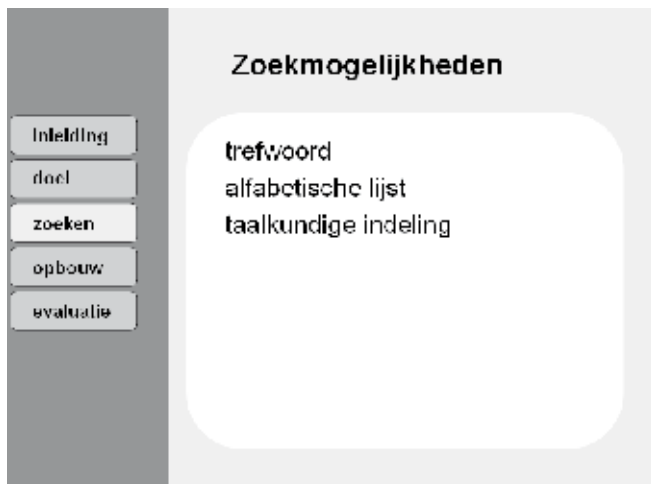 Zoekmogelijkheden
inleiding
doel
zoeken
opbouw
evaluatie
trefwoord
alfabetische lijst
taalkundige indeling